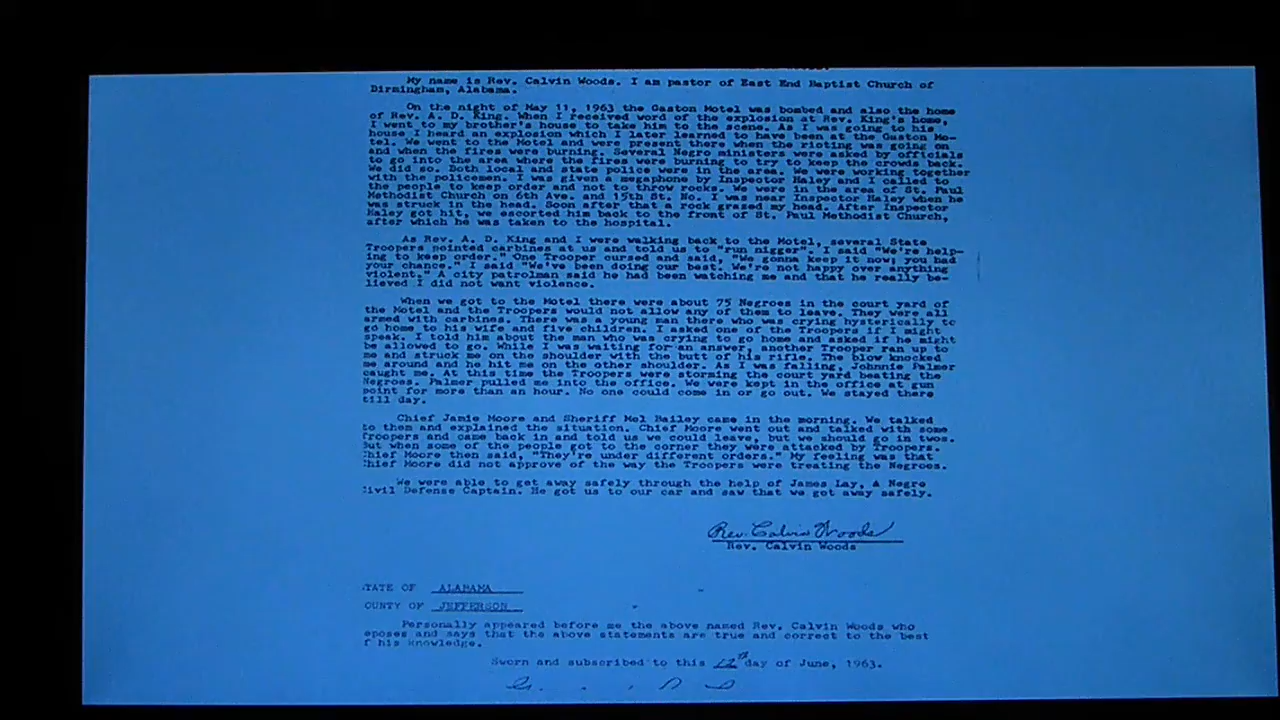 My name is Rev. Calvin Woods. I am pastor of East End Baptist Church of
Birmingham, Alabama.
On the night of May 11, 1963 the Gaston Motel was bombed and also the home
of Rev. A. D. King. When I received word of the explosion at Rev. King's home,
I went to my brother's house to take him to the scene. As I was going to his
house I heard an explosion which I later learned to have been at the Gaston Mo-
tel. We went to the Motel and were present there when the rioting was going on
and when the fires were burning. Several Negro ministers were asked by officials
to go into the area where the fires were burning to try to keep the crowds back.
We did so. Both local and state police were in the area. We were working together
with the policemen. I was given a megaphone by Inspector Haley and I called to
the people to keep order and not to throw rocks. We were in the area of St. Paul
Methodist Church on 6th Ave. and 15th St. No. I was near Inspector Haley when he
was struck in the head. Soon after that a rock grazed my head. After Inspector
Haley got hit, we escorted him back to the front of St. Paul Methodist Church,
after which he was taken to the hospital.
As Rev. A. D. King and I were walking back to the Motel, several State
Troopers pointed carbines at us and told us to "run nigger". I said "We're help-
ing to keep order." One Trooper cursed and said, "We gonna keep it now; you had
your chance." I said "We've been doing our best. We're not happy over anything
violent." A city patrolman said he had been watching me and that he really be-
lieved I did not want violence.
When we got to the Motel there were about 75 Negroes in the court yard of
the Motel and the Troopers would not allow any of them to leave. They were all
armed with carbines. There was a young man there who was crying hysterically to
go home to his wife and five children. I asked one of the Troopers if I might
speak. I told him about the man who was crying to go home and asked if he might
be allowed to go. While I was waiting for an answer, another Trooper ran up to
me and struck me on the shoulder with the butt of his rifle. The blow knocked
me around and he hit me on the other shoulder. As I was falling, Johnnie Palmer
caught me. At this time the Troopers were storming the court yard beating the
Negroes. Palmer pulled me into the office. We were kept in the office at gun
point for more than an hour. No one could come in or go out. We stayed there
till day.
Chief Jamie Moore and Sheriff Mel Bailey came in the morning. We talked
to them and explained the situation. Chief Moore went out and talked with some
Troopers and came back in and told us we could leave, but we should go in twos.
But when some of the people got to the corner they were attacked by Troopers.
Chief Moore then said, "They're under different orders." My feeling was that
Chief Moore did not approve of the way the Troopers were treating the Negroes.
We were able to get away safely through the help of James Lay, a Negro
Civil Defense Captain. He got us to our car and saw that we got away safely.
Rev. Calvin Woods
Rev. Calvin Woods
TATE OF ALABAMA
OUNTY OF JEFFERSON
Personally appeared before me the above named Rev. Calvin Woods who
eposes and says that the above statements are true and correct to the best
f his knowledge.
Sworn and subscribed to this 12th day of June, 1963.